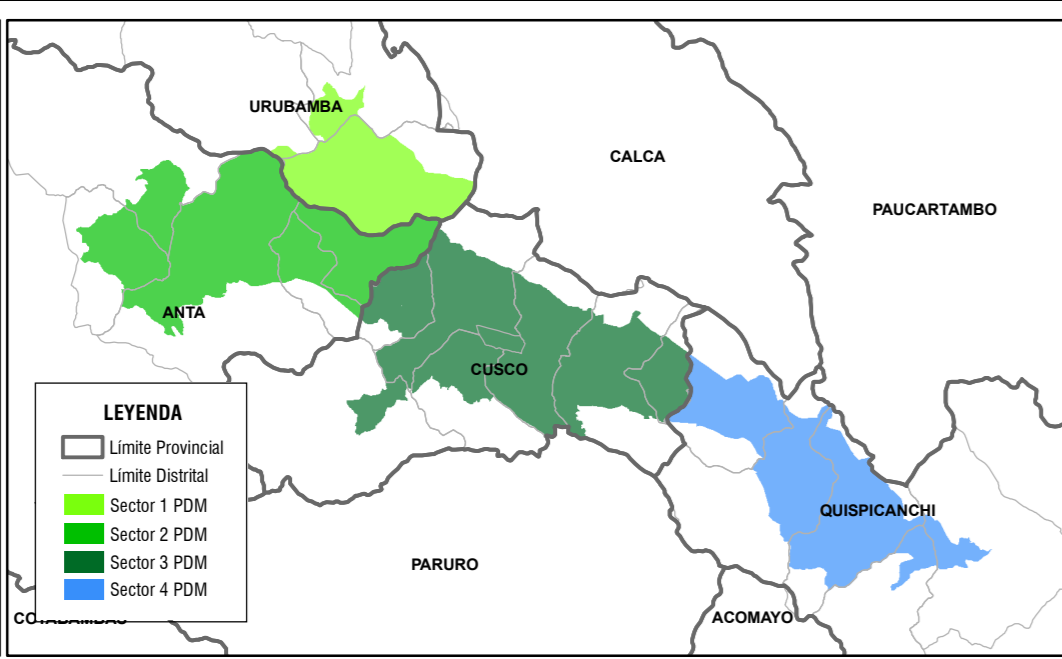 URUBAMBA
CALCA
PAUCARTAMBO
ANTA
CUSCO
LEYENDA
Límite Provincial
Límite Distrital
Sector 1 PDM
Sector 2 PDM
Sector 3 PDM
Sector 4 PDM
QUISPICANCHI
PARURO
ACOMAYO